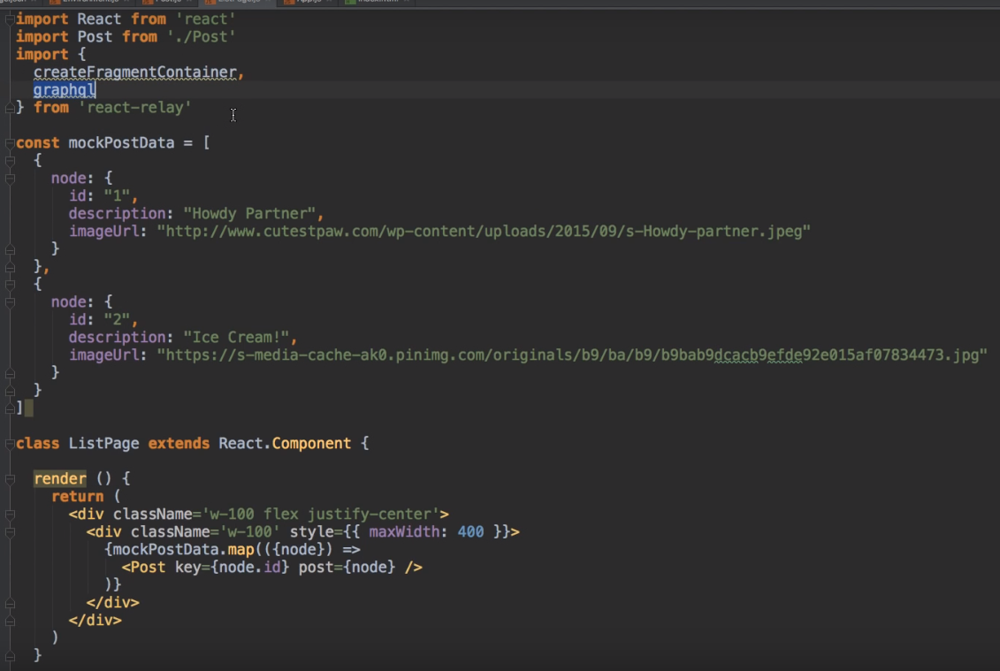 import React from 'react'
import Post from './Post'
import {
  createFragmentContainer,
  graphql
} from 'react-relay'

const mockPostData = [
  {
    node: {
      id: "1",
      description: "Howdy Partner",
      imageUrl: "http://www.cutestpaw.com/wp-content/uploads/2015/09/s-Howdy-partner.jpeg"
    }
  },
  {
    node: {
      id: "2",
      description: "Ice Cream!",
      imageUrl: "https://s-media-cache-ak0.pinimg.com/originals/b9/ba/b9/b9bab9dcacb9efde92e015af07834473.jpg"
    }
  }
]

class ListPage extends React.Component {

  render () {
    return (
      <div className='w-100 flex justify-center'>
        <div className='w-100' style={{ maxWidth: 400 }}>
          {mockPostData.map(({node}) =>
            <Post key={node.id} post={node} />
          )}
        </div>
      </div>
    )
  }